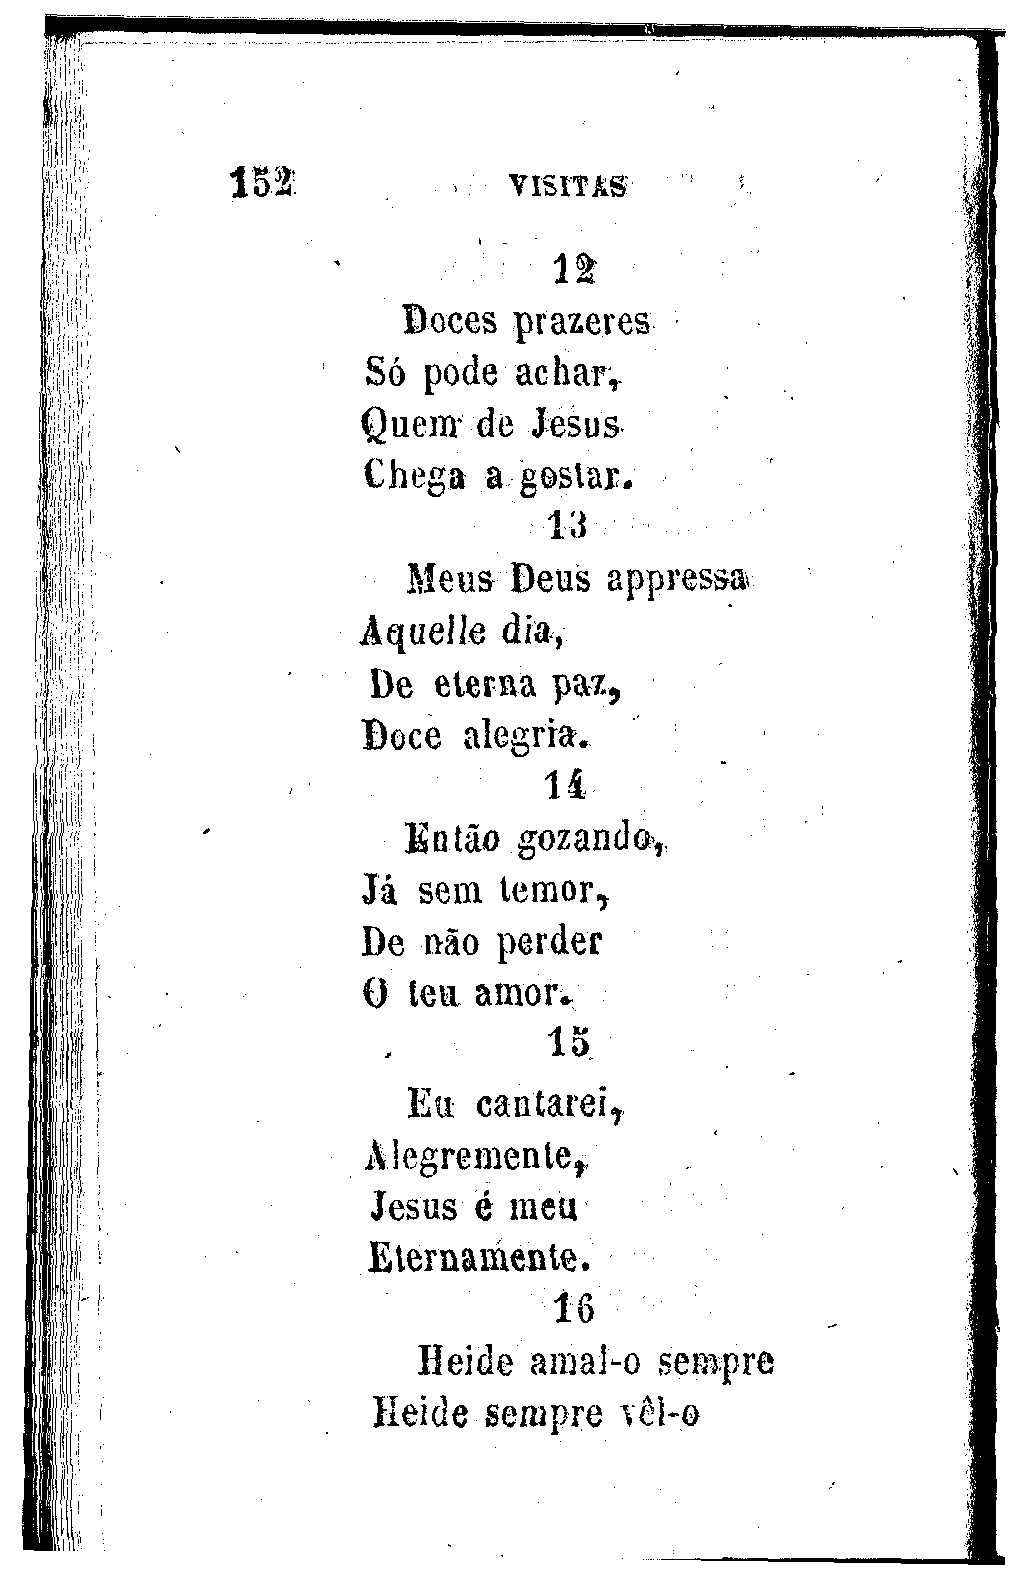 152 VISITAS
12
Doces prazeres
Só pode achar,
Quem de Jesus
Chega a gostar.
13
Meus Deus appressa
Aquelle dia,
De eterna paz,
Doce alegria.
14
Então gozando,
Já sem temor,
De não perder
O teu amor.
15
Eu cantarei,
Alegremente,
Jesus é meu
Eternamente.
16
Heide amal-o sempre
Heide sempre vêl-o